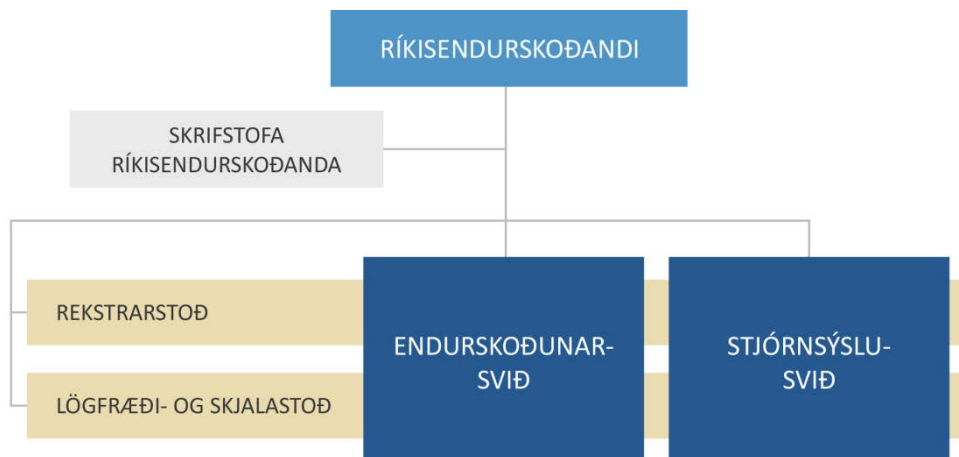 RÍKISENDURSKOÐANDI
SKRIFSTOFA
RÍKISENDURSKOÐANDA
REKSTRARSTOÐ
ENDURSKOÐUNAR-
SVIÐ
STJÓRNSÝSLU-
SVIÐ
LÖGFRÆÐI- OG SKJALASTOÐ